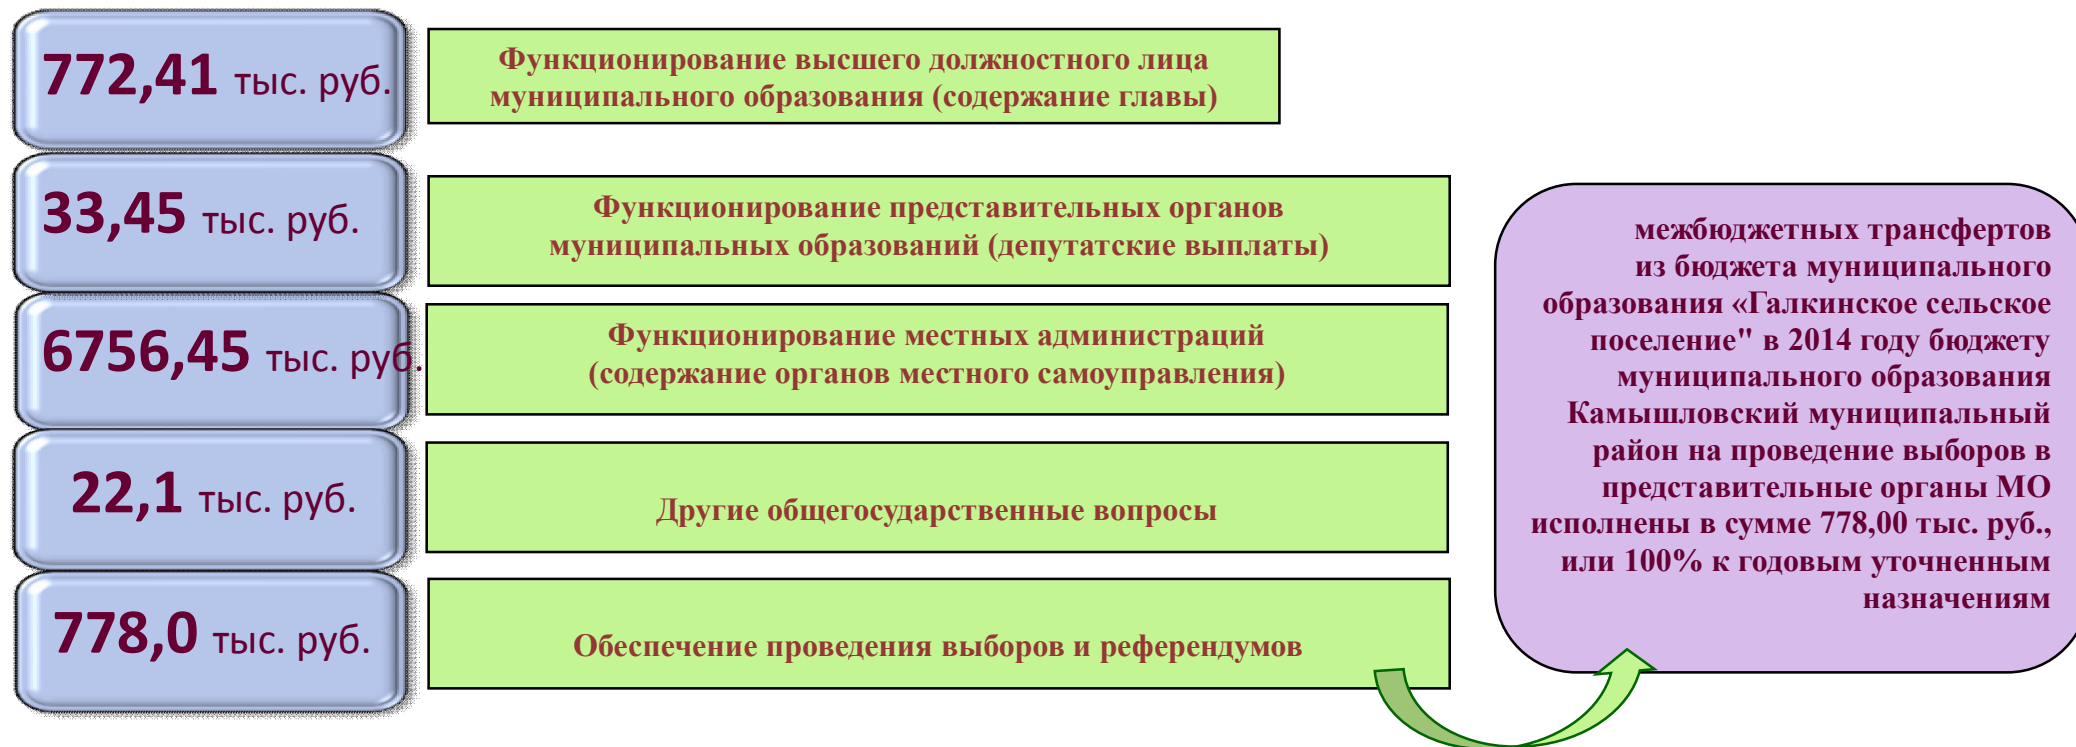 772,41 тыс. руб.
Функционирование высшего должностного лица
муниципального образования (содержание главы)
33,45 тыс. руб.
Функционирование представительных органов
муниципальных образований (депутатские выплаты)
6756,45 тыс. руб.
Функционирование местных администраций
(содержание органов местного самоуправления)
22,1 тыс. руб.
Другие общегосударственные вопросы
778,0 тыс. руб.
Обеспечение проведения выборов и референдумов
межбюджетных трансфертов
из бюджета муниципального
образования «Галкинское сельское
поселение" в 2014 году бюджету
муниципального образования
Камышловский муниципальный
район на проведение выборов в
представительные органы МО
исполнены в сумме 778,00 тыс. руб.,
или 100% к годовым уточненным
назначениям